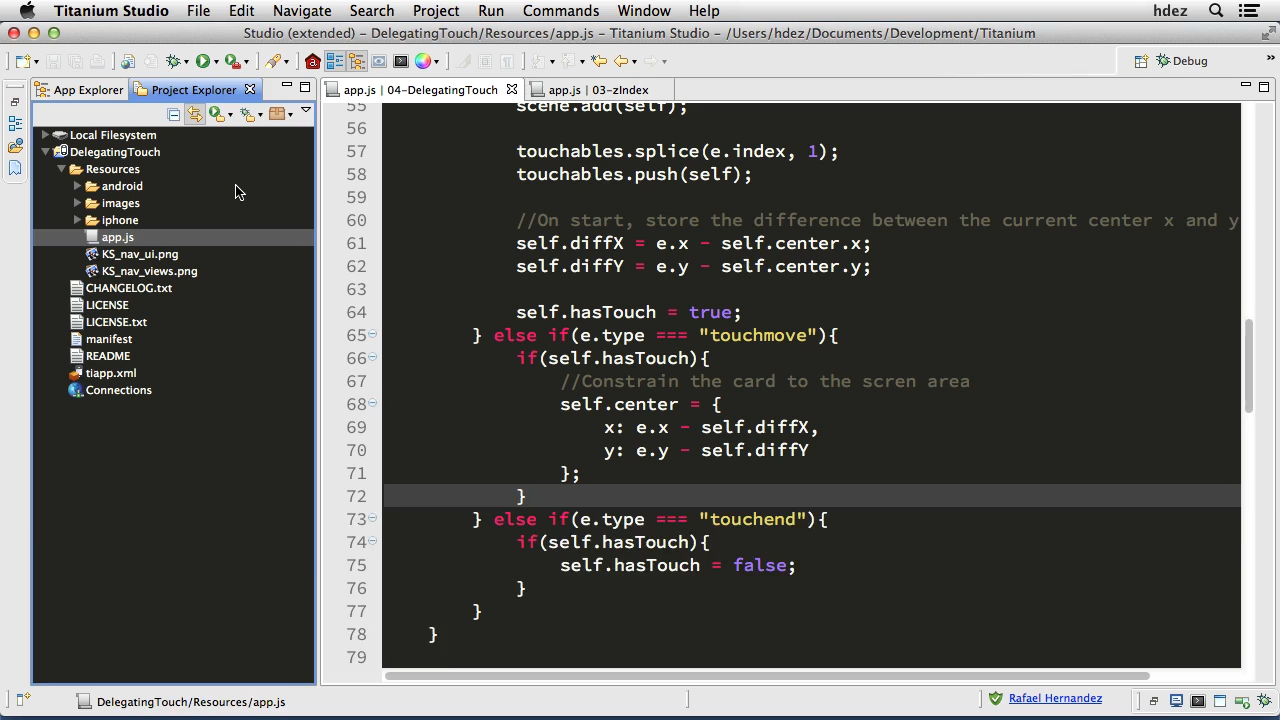 Titanium Studio File Edit Navigate Search Project Run Commands Window Help hdez
Studio (extended) – DelegatingTouch/Resources/app.js – Titanium Studio – /Users/hdez/Documents/Development/Titanium
Debug »
App Explorer Project Explorer
app.js | 04-DelegatingTouch app.js | 03-zIndex
Local Filesystem
DelegatingTouch
Resources
android
images
iphone
app.js
KS_nav_ui.png
KS_nav_views.png
CHANGELOG.txt
LICENSE
LICENSE.txt
manifest
README
tiapp.xml
Connections
55 scene.add(self);
56
57 touchables.splice(e.index, 1);
58 touchables.push(self);
59
60 //On start, store the difference between the current center x and y
61 self.diffX = e.x - self.center.x;
62 self.diffY = e.y - self.center.y;
63
64 self.hasTouch = true;
65 } else if(e.type === "touchmove"){
66 if(self.hasTouch){
67 //Constrain the card to the scren area
68 self.center = {
69 x: e.x - self.diffX,
70 y: e.y - self.diffY
71 };
72 }
73 } else if(e.type === "touchend"){
74 if(self.hasTouch){
75 self.hasTouch = false;
76 }
77 }
78 }
79
DelegatingTouch/Resources/app.js Rafael Hernandez